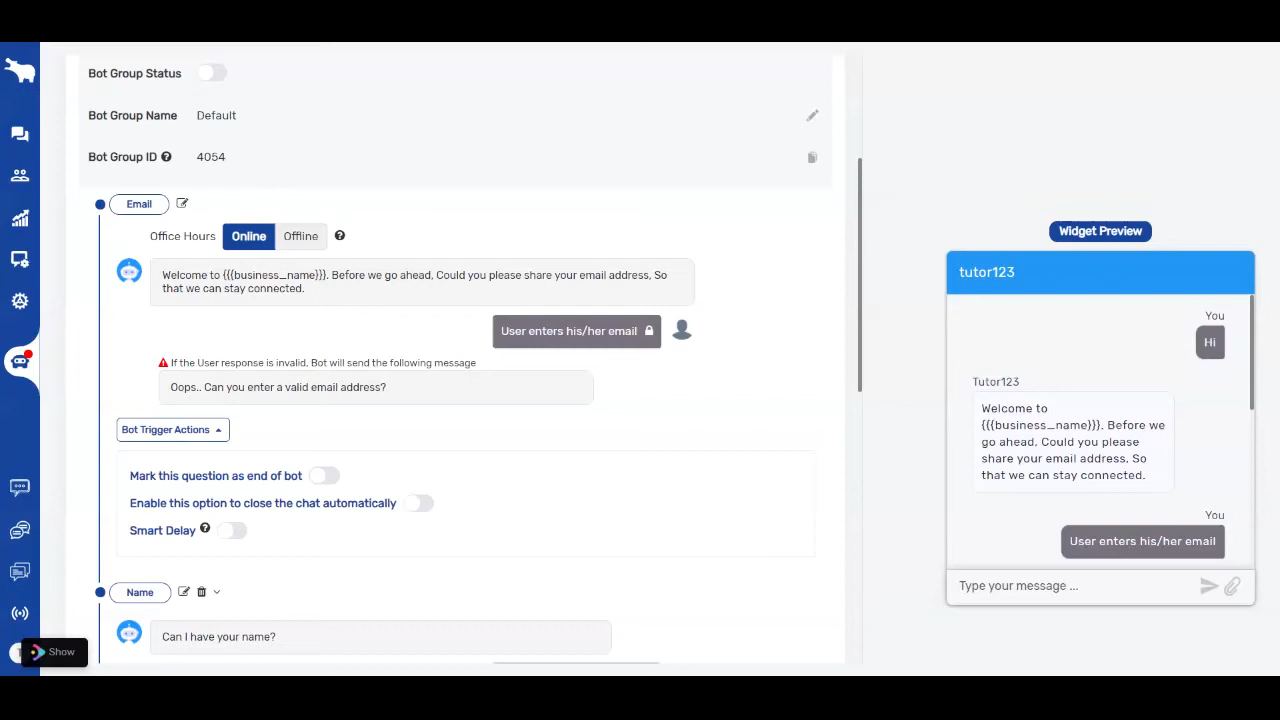 Bot Group Status
Bot Group Name Default
Bot Group ID 4054
Email
Office Hours Online Offline
Welcome to {{{business_name}}}. Before we go ahead, Could you please share your email address, So
that we can stay connected.
User enters his/her email
If the User response is invalid, Bot will send the following message
Oops.. Can you enter a valid email address?
Bot Trigger Actions
Mark this question as end of bot
Enable this option to close the chat automatically
Smart Delay
Name
Can I have your name?
Show
Widget Preview
tutor123
You
Hi
Tutor123
Welcome to
{{{business_name}}}. Before we
go ahead, Could you please
share your email address, So
that we can stay connected.
You
User enters his/her email
Type your message ...